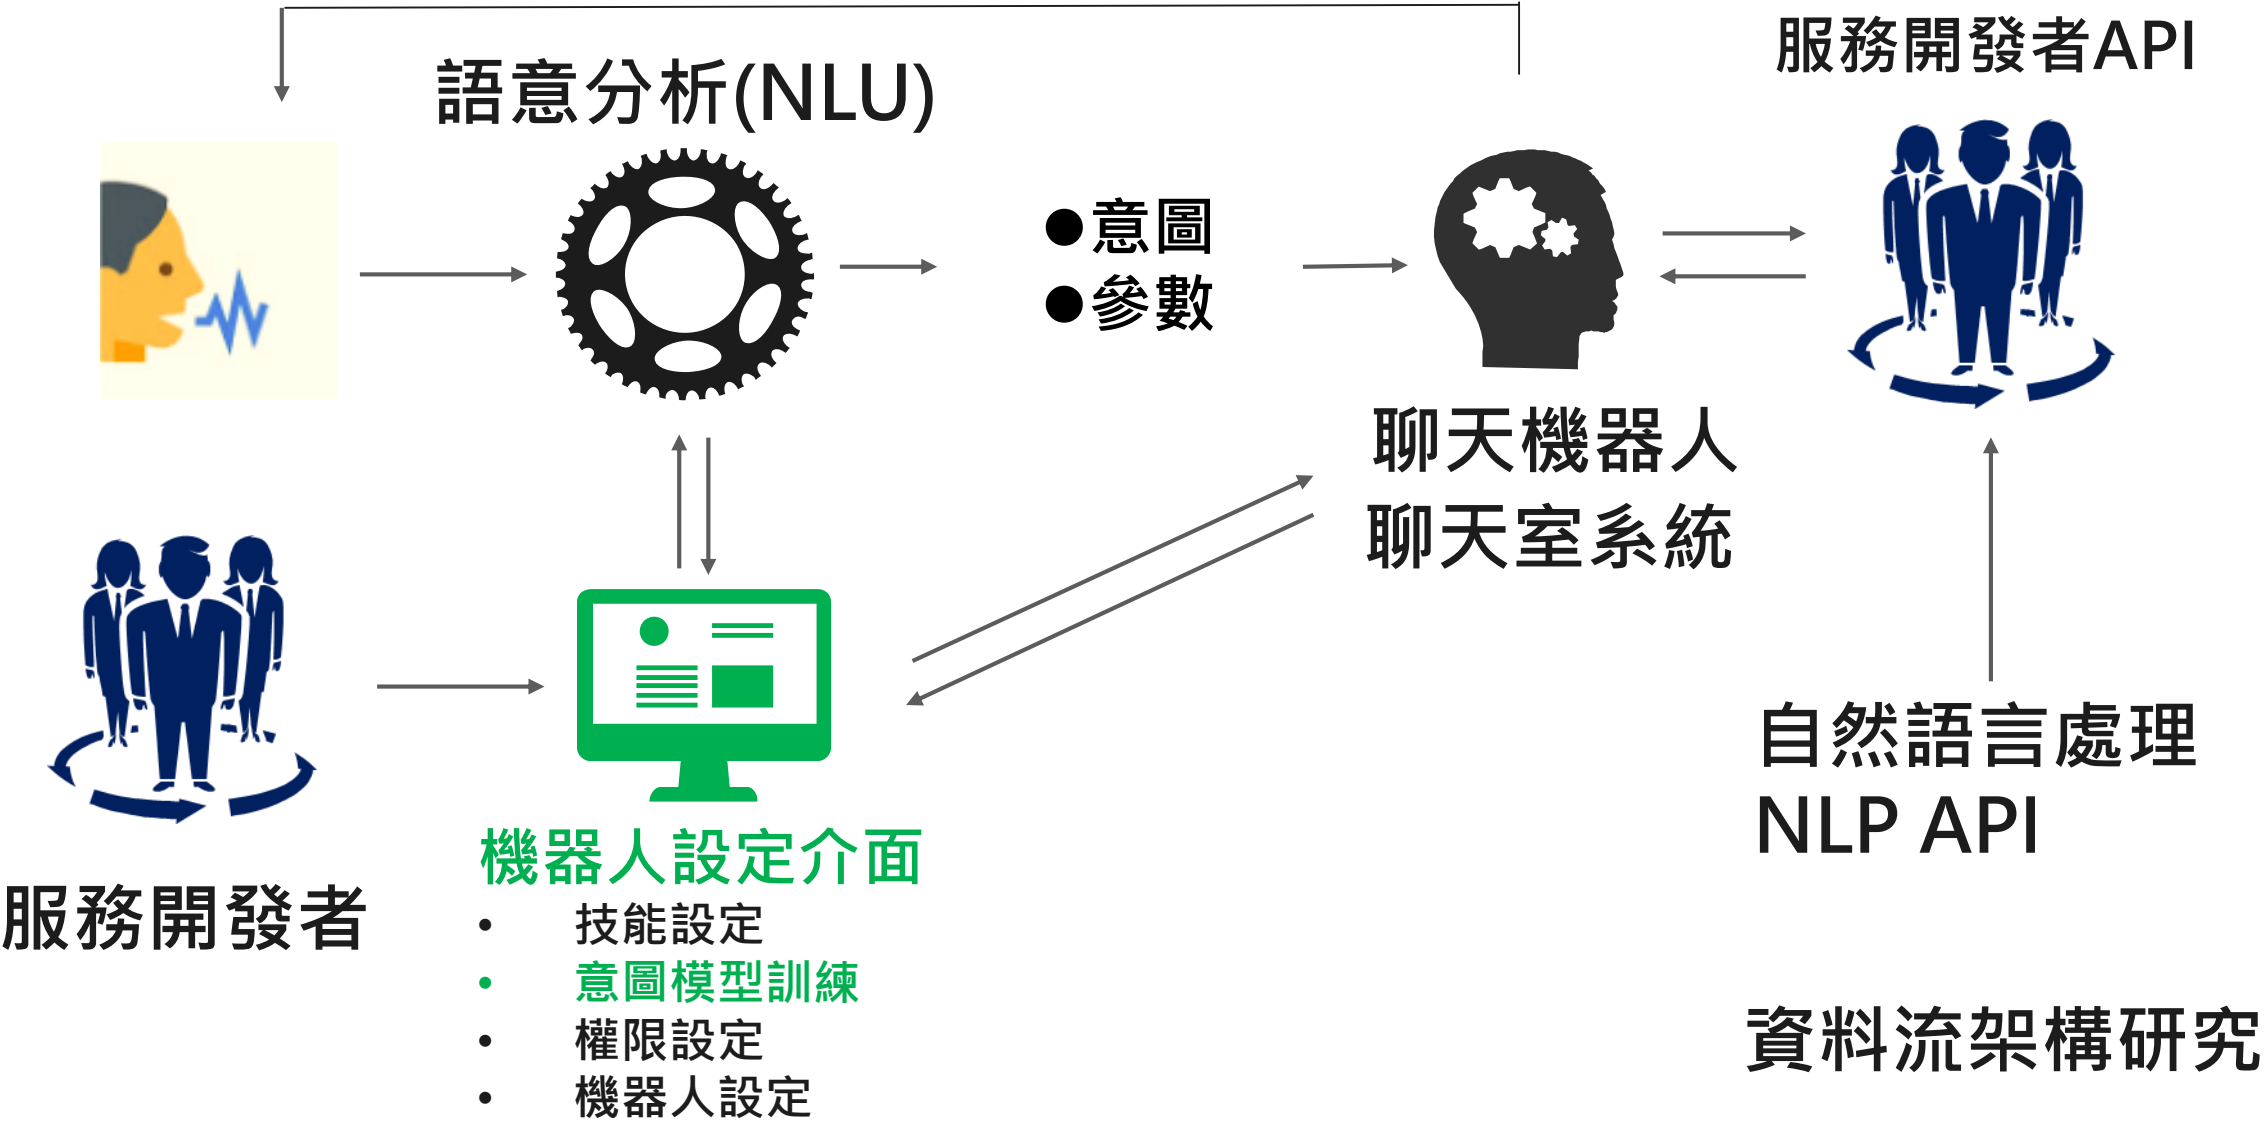 語意分析(NLU)
服務開發者API
●意圖
●參數
聊天機器人
聊天室系統
自然語言處理
NLP API
服務開發者
機器人設定介面
• 技能設定
• 意圖模型訓練
• 權限設定
• 機器人設定
資料流架構研究